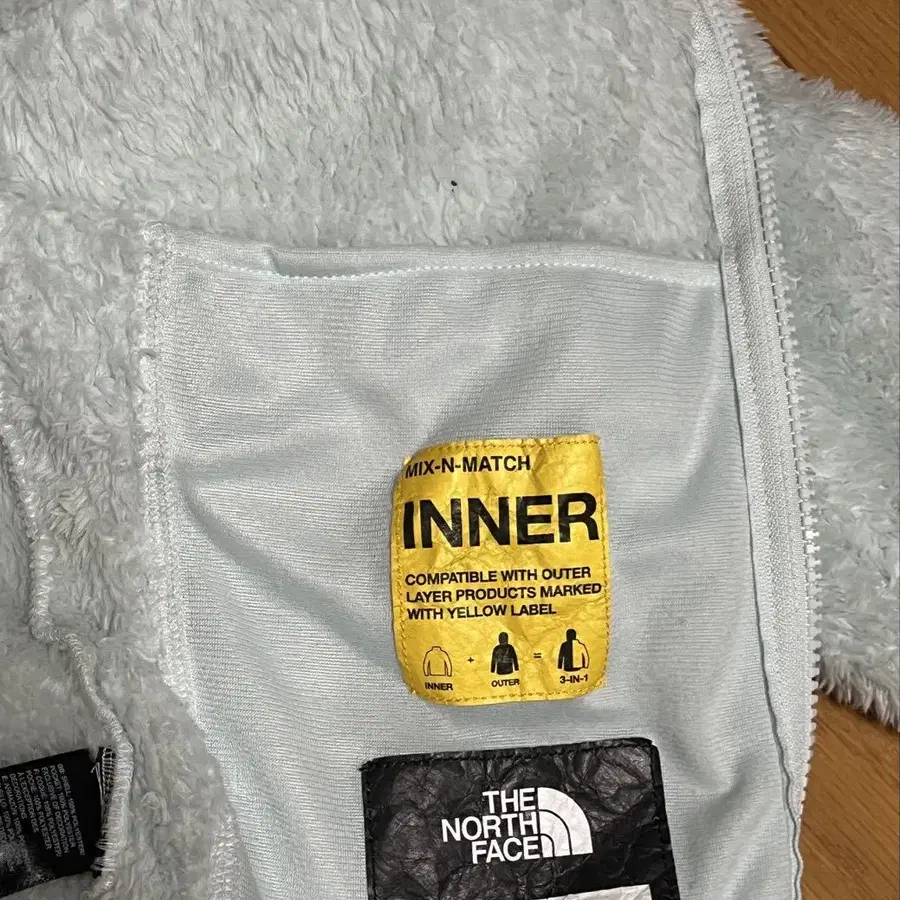 MIX-N-MATCH
INNER
COMPATIBLE WITH OUTER
LAYER PRODUCTS MARKED
WITH YELLOW LABEL
INNER + OUTER = 3-IN-1
THE
NORTH
FACE